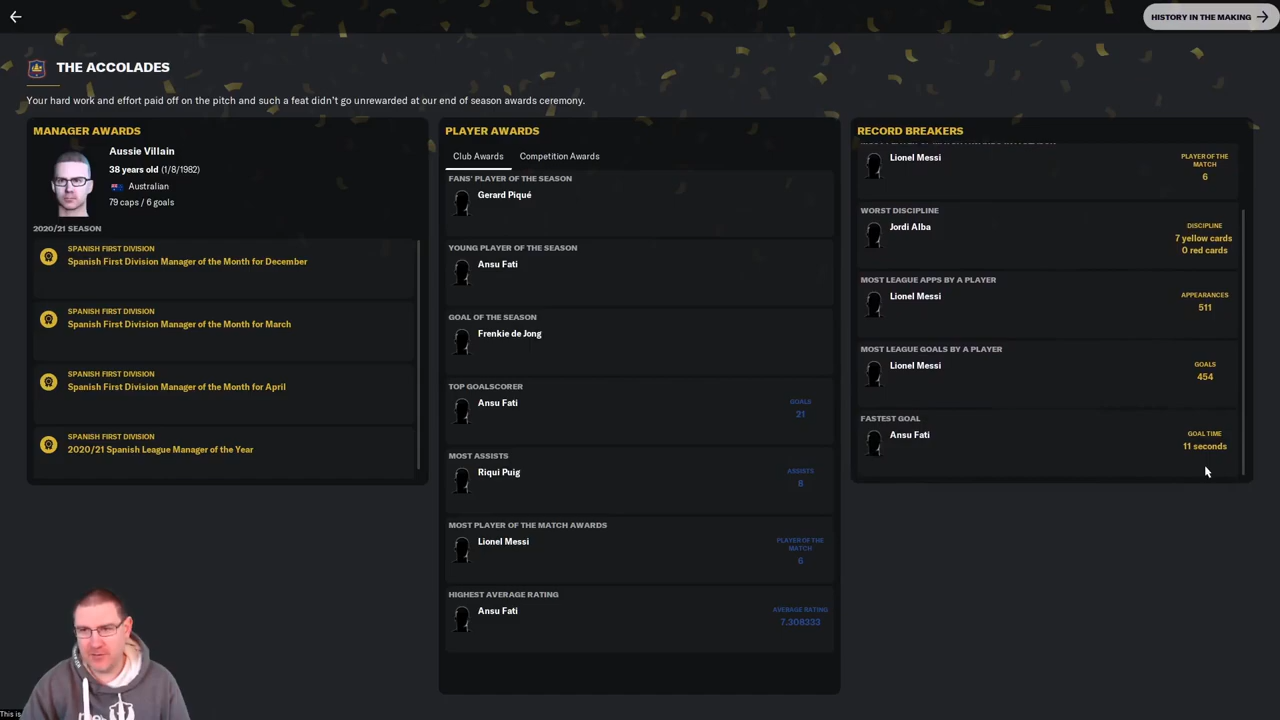 HISTORY IN THE MAKING
THE ACCOLADES
Your hard work and effort paid off on the pitch and such a feat didn't go unrewarded at our end of season awards ceremony.
MANAGER AWARDS
Aussie Villain
38 years old (1/8/1982)
Australian
79 caps / 6 goals
2020/21 SEASON
SPANISH FIRST DIVISION
Spanish First Division Manager of the Month for December
SPANISH FIRST DIVISION
Spanish First Division Manager of the Month for March
SPANISH FIRST DIVISION
Spanish First Division Manager of the Month for April
SPANISH FIRST DIVISION
2020/21 Spanish League Manager of the Year
PLAYER AWARDS
Club Awards Competition Awards
FANS' PLAYER OF THE SEASON
Gerard Piqué
YOUNG PLAYER OF THE SEASON
Ansu Fati
GOAL OF THE SEASON
Frenkie de Jong
TOP GOALSCORER
Ansu Fati
GOALS
21
MOST ASSISTS
Riqui Puig
ASSISTS
8
MOST PLAYER OF THE MATCH AWARDS
Lionel Messi
PLAYER OF THE
MATCH
6
HIGHEST AVERAGE RATING
Ansu Fati
AVERAGE RATING
7.308333
RECORD BREAKERS
Lionel Messi
PLAYER OF THE
MATCH
6
WORST DISCIPLINE
Jordi Alba
DISCIPLINE
7 yellow cards
0 red cards
MOST LEAGUE APPS BY A PLAYER
Lionel Messi
APPEARANCES
511
MOST LEAGUE GOALS BY A PLAYER
Lionel Messi
GOALS
454
FASTEST GOAL
Ansu Fati
GOAL TIME
11 seconds
This is